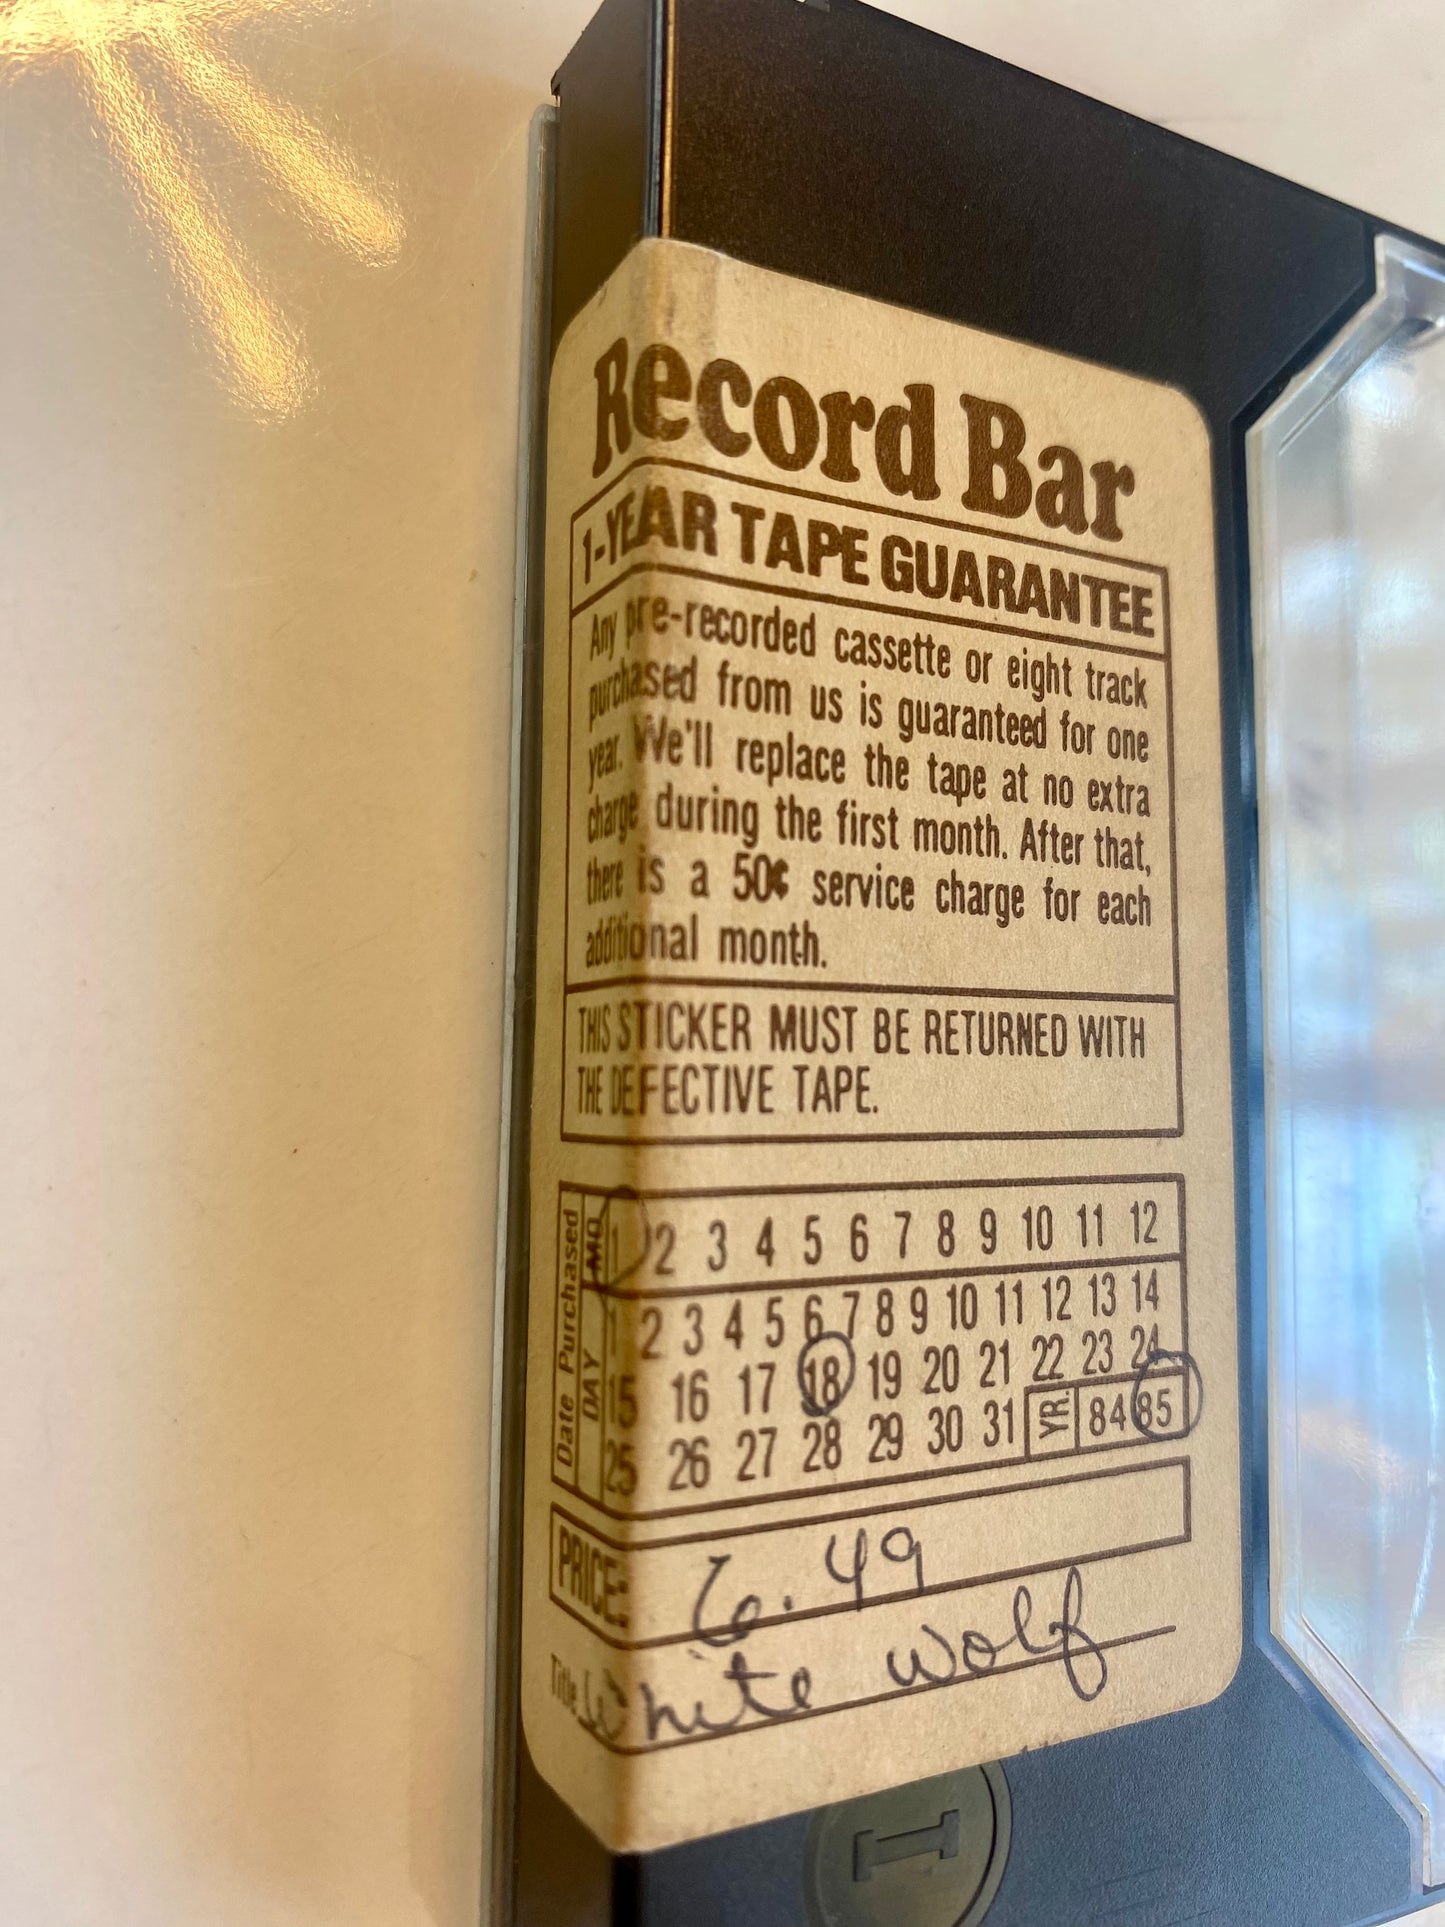 Record Bar
1-YEAR TAPE GUARANTEE
Any pre-recorded cassette or eight track
purchased from us is guaranteed for one
year. We'll replace the tape at no extra
charge during the first month. After that,
there is a 50¢ service charge for each
additional month.
THIS STICKER MUST BE RETURNED WITH
THE DEFECTIVE TAPE.
Date Purchased
MO 1 2 3 4 5 6 7 8 9 10 11 12
DAY 1 2 3 4 5 6 7 8 9 10 11 12 13 14
15 16 17 18 19 20 21 22 23 24
25 26 27 28 29 30 31 YR. 84 85
PRICE: 6.49
Title White Wolf